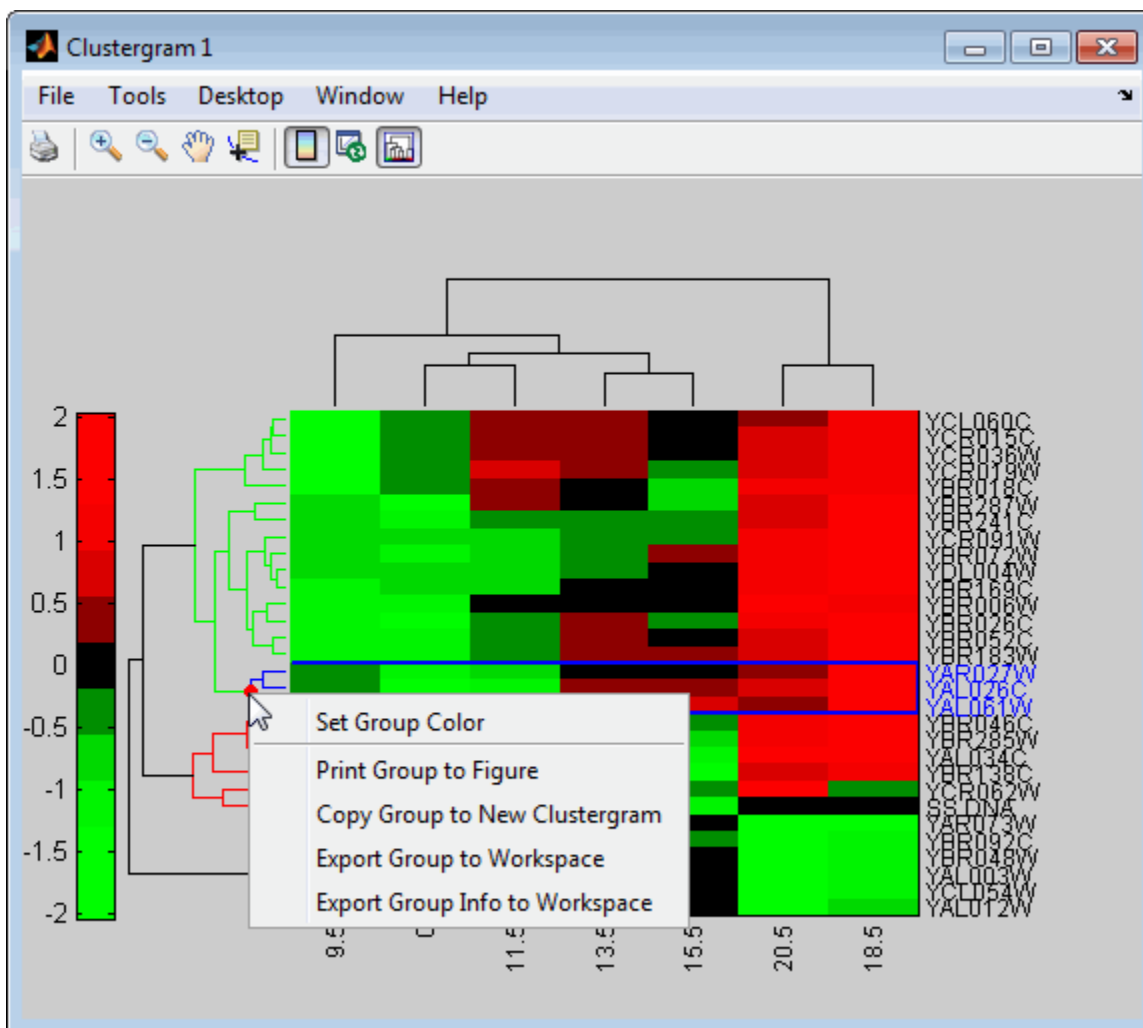 Clustergram 1
File Tools Desktop Window Help
2
1.5
1
0.5
0
-0.5
-1
-1.5
-2
YCL060C
YCR015C
YCR036W
YCR019W
YBR018C
YBR287W
YBR241C
YCR091W
YBR072W
YDL004W
YBR169C
YBR006W
YBR026C
YBR052C
YBR183W
YAR027W
YAL026C
YAL061W
YBR046C
YBR285W
YAL034C
YBR138C
YCR062W
SS DNA
YAR073W
YBR092C
YBR048W
YAL003W
YCL054W
YAL012W
Set Group Color
Print Group to Figure
Copy Group to New Clustergram
Export Group to Workspace
Export Group Info to Workspace
9.5 0 11.5 13.5 15.5 20.5 18.5